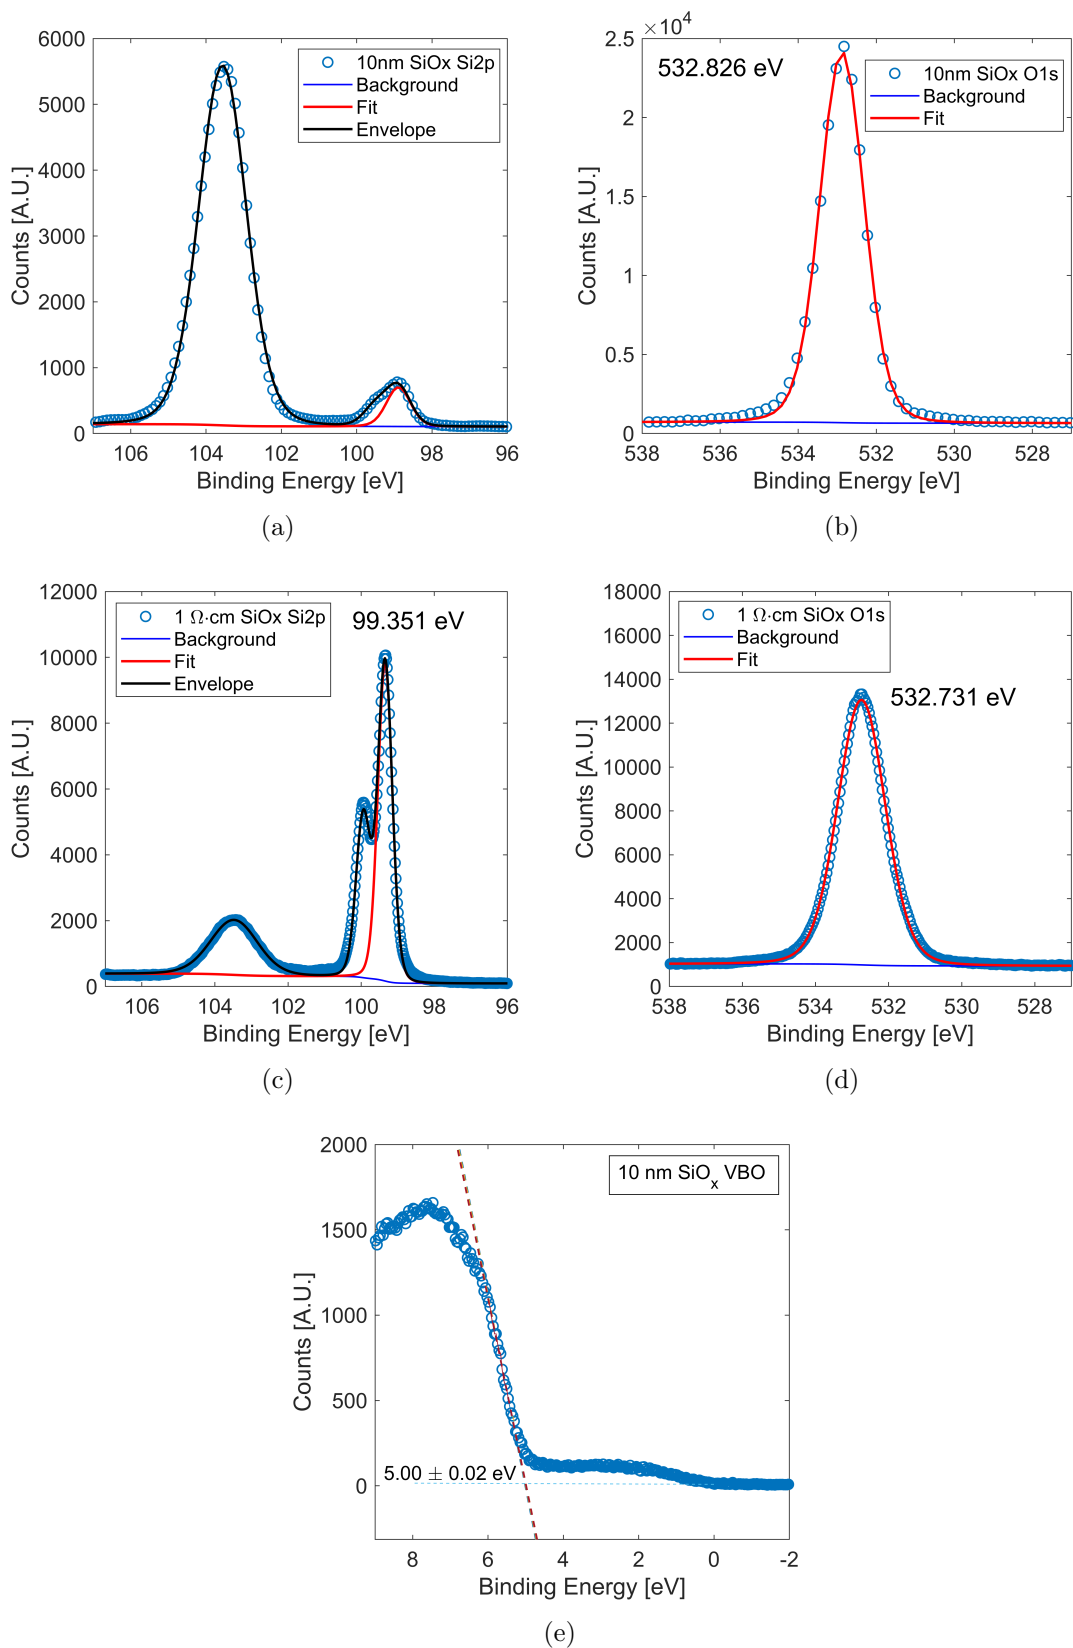 6000
5000
4000
3000
2000
1000
0
106
104
102
100
98
96
Counts [A.U.]
Binding Energy [eV]
10nm SiOx Si2p
Background
Fit
Envelope
(a)
×10⁴
2.5
2
1.5
1
0.5
0
538
536
534
532
530
528
Counts [A.U.]
Binding Energy [eV]
532.826 eV
10nm SiOx O1s
Background
Fit
(b)
12000
10000
8000
6000
4000
2000
0
106
104
102
100
98
96
Counts [A.U.]
Binding Energy [eV]
1 Ω·cm SiOx Si2p
Background
Fit
Envelope
99.351 eV
(c)
18000
16000
14000
12000
10000
8000
6000
4000
2000
0
538
536
534
532
530
528
Counts [A.U.]
Binding Energy [eV]
1 Ω·cm SiOx O1s
Background
Fit
532.731 eV
(d)
2000
1500
1000
500
0
8
6
4
2
0
-2
Counts [A.U.]
Binding Energy [eV]
10 nm SiOₓ VBO
5.00 ± 0.02 eV
(e)